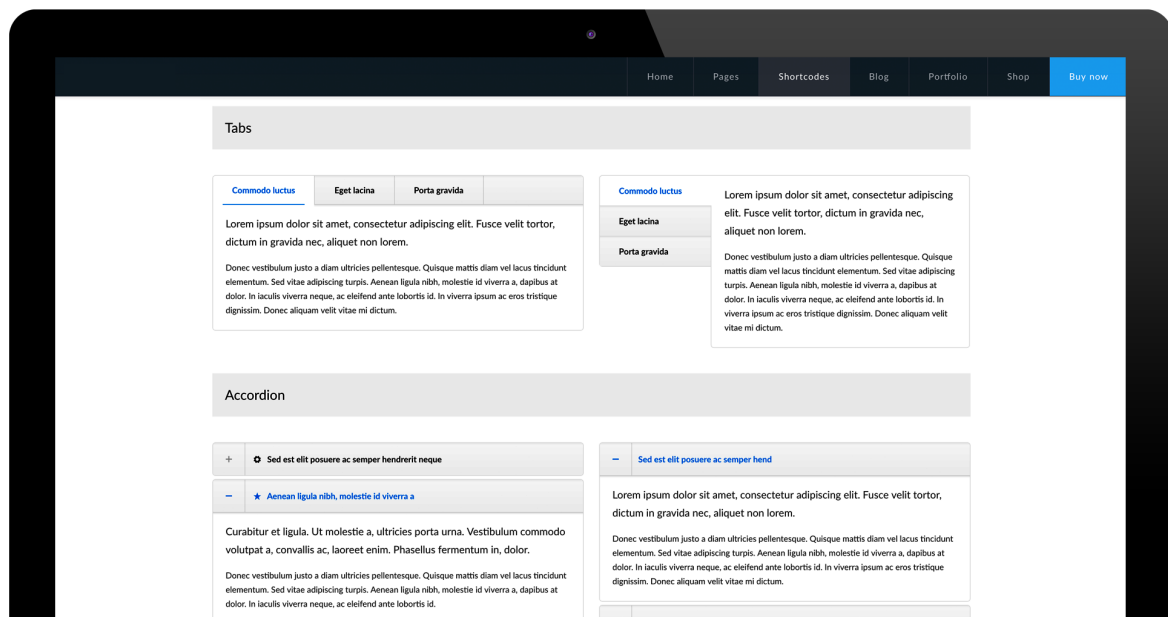 Home Pages Shortcodes Blog Portfolio Shop Buy now
Tabs
Commodo luctus Eget lacina Porta gravida
Lorem ipsum dolor sit amet, consectetur adipiscing elit. Fusce velit tortor,
dictum in gravida nec, aliquet non lorem.
Donec vestibulum justo a diam ultricies pellentesque. Quisque mattis diam vel lacus tincidunt
elementum. Sed vitae adipiscing turpis. Aenean ligula nibh, molestie id viverra a, dapibus at
dolor. In iaculis viverra neque, ac eleifend ante lobortis id. In viverra ipsum ac eros tristique
dignissim. Donec aliquam velit vitae mi dictum.
Commodo luctus
Eget lacina
Porta gravida
Lorem ipsum dolor sit amet, consectetur adipiscing
elit. Fusce velit tortor, dictum in gravida nec,
aliquet non lorem.
Donec vestibulum justo a diam ultricies pellentesque. Quisque
mattis diam vel lacus tincidunt elementum. Sed vitae adipiscing
turpis. Aenean ligula nibh, molestie id viverra a, dapibus at
dolor. In iaculis viverra neque, ac eleifend ante lobortis id. In
viverra ipsum ac eros tristique dignissim. Donec aliquam velit
vitae mi dictum.
Accordion
Sed est elit posuere ac semper hendrerit neque
Aenean ligula nibh, molestie id viverra a
Curabitur et ligula. Ut molestie a, ultricies porta urna. Vestibulum commodo
volutpat a, convallis ac, laoreet enim. Phasellus fermentum in, dolor.
Donec vestibulum justo a diam ultricies pellentesque. Quisque mattis diam vel lacus tincidunt
elementum. Sed vitae adipiscing turpis. Aenean ligula nibh, molestie id viverra a, dapibus at
dolor. In iaculis viverra neque, ac eleifend ante lobortis id.
Sed est elit posuere ac semper hend
Lorem ipsum dolor sit amet, consectetur adipiscing elit. Fusce velit tortor,
dictum in gravida nec, aliquet non lorem.
Donec vestibulum justo a diam ultricies pellentesque. Quisque mattis diam vel lacus tincidunt
elementum. Sed vitae adipiscing turpis. Aenean ligula nibh, molestie id viverra a, dapibus at
dolor. In iaculis viverra neque, ac eleifend ante lobortis id. In viverra ipsum ac eros tristique
dignissim. Donec aliquam velit vitae mi dictum.